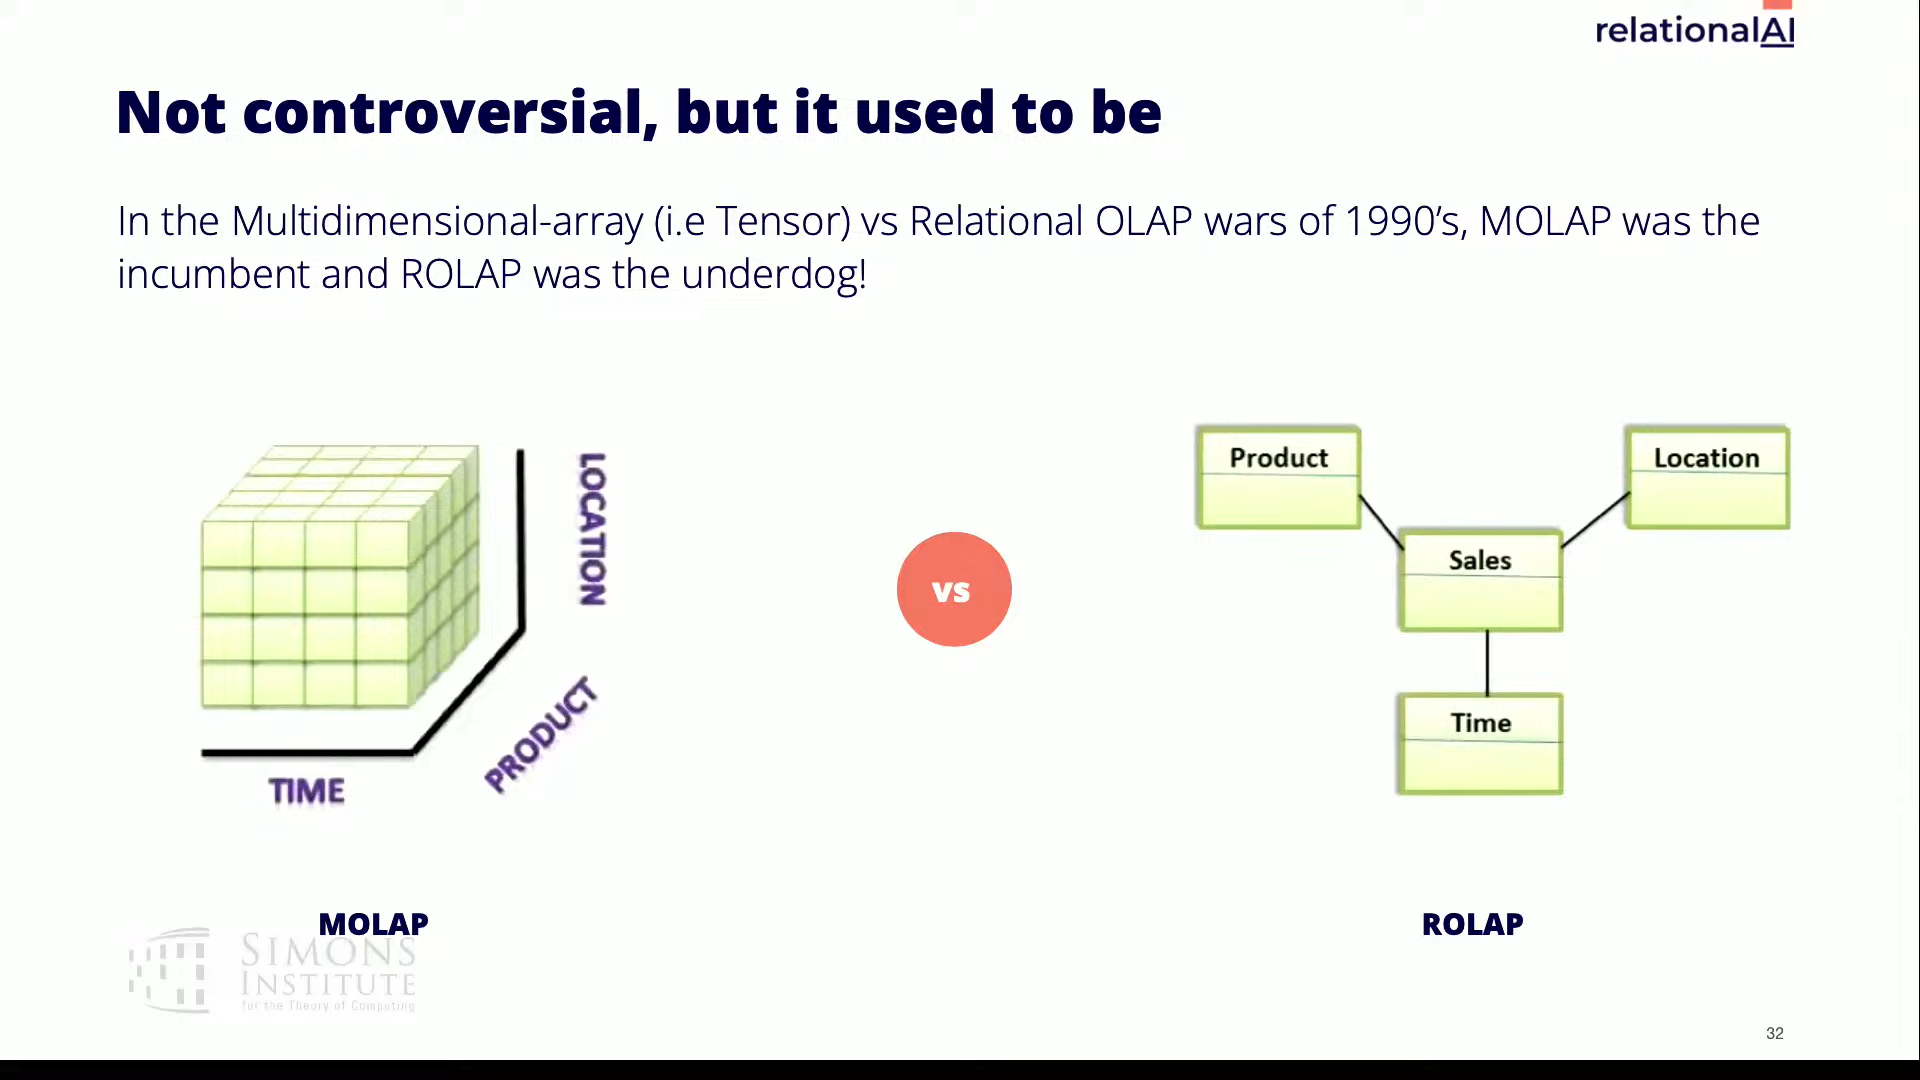 relationalAI
Not controversial, but it used to be
In the Multidimensional-array (i.e Tensor) vs Relational OLAP wars of 1990’s, MOLAP was the
incumbent and ROLAP was the underdog!
LOCATION
PRODUCT
TIME
vs
Product
Location
Sales
Time
MOLAP
ROLAP
SIMONS
INSTITUTE
for the Theory of Computing
32